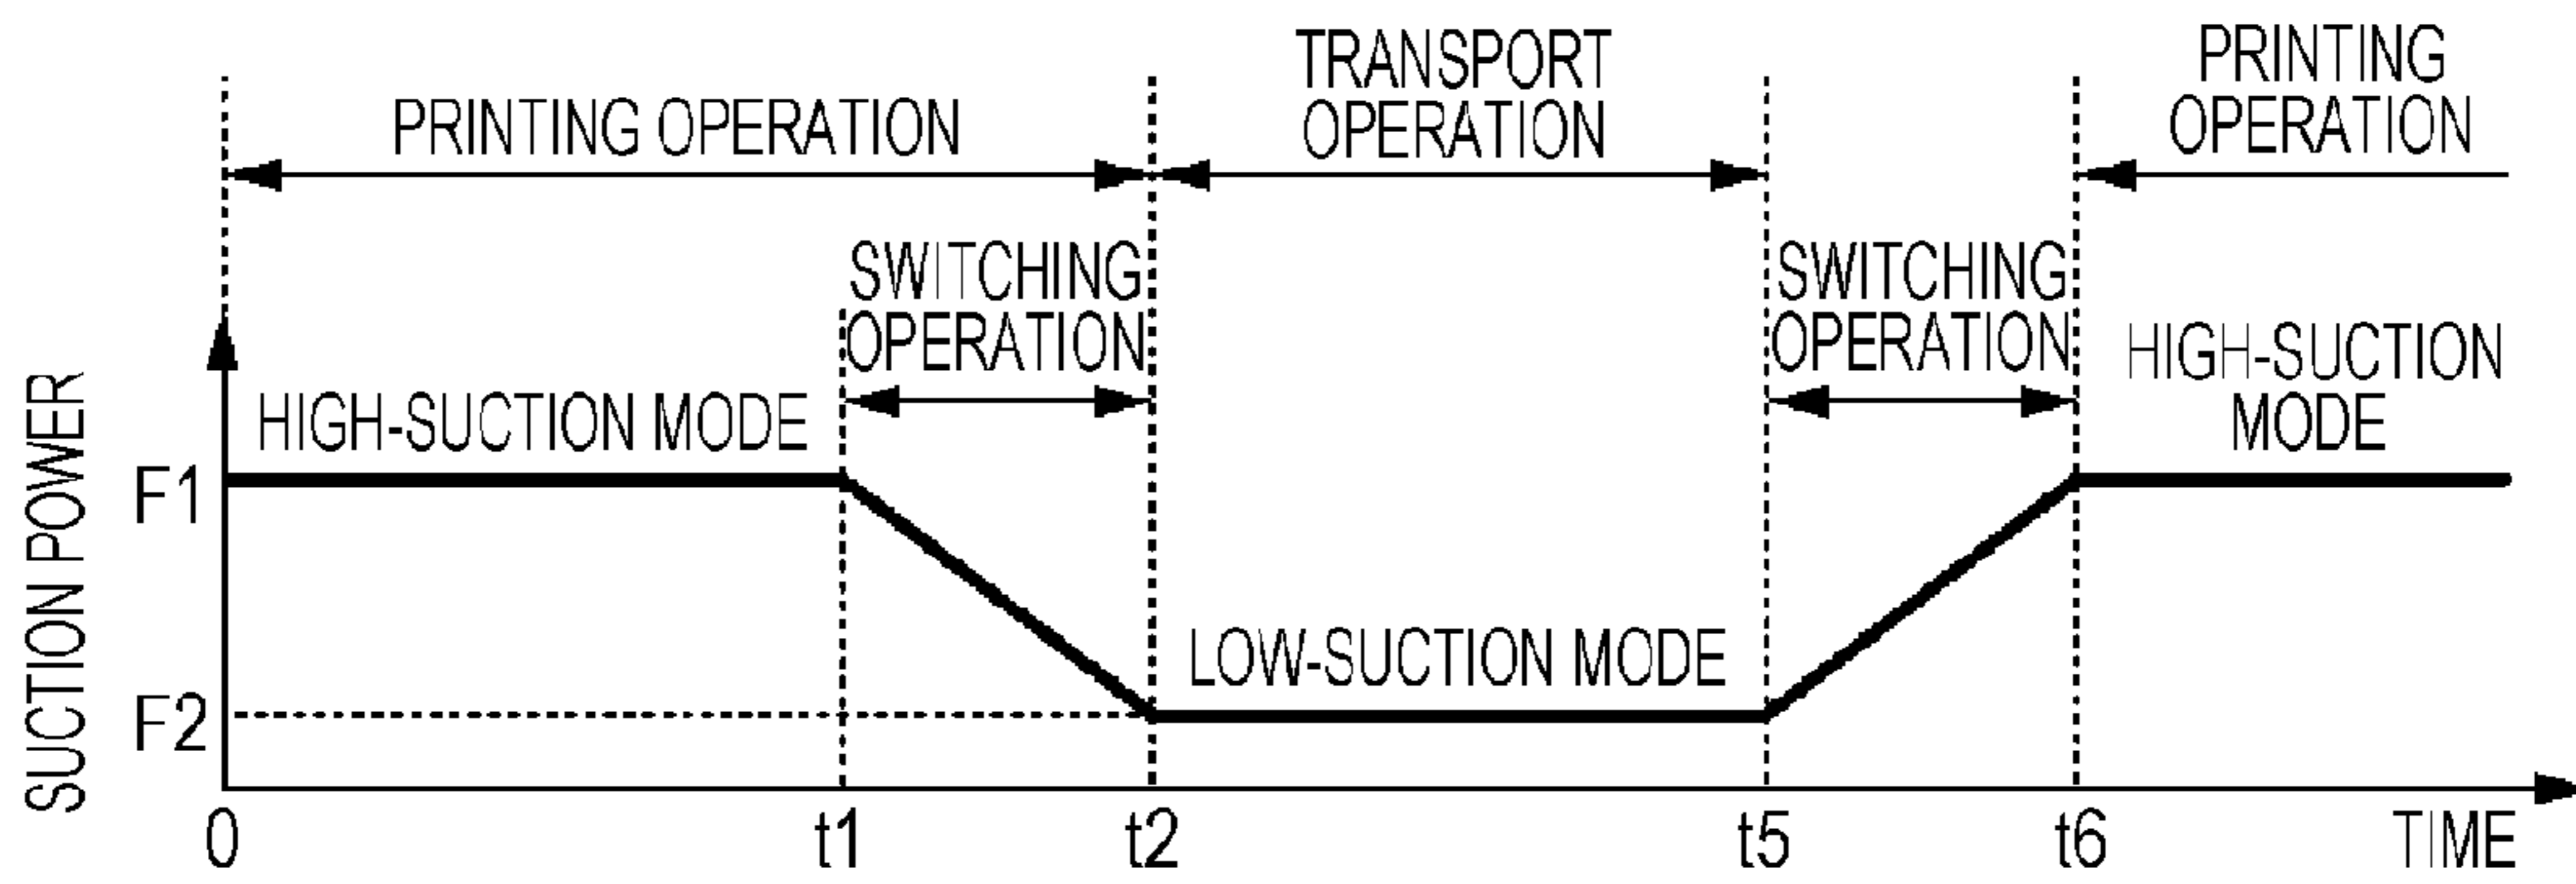 PRINTING OPERATION
TRANSPORT
OPERATION
PRINTING
OPERATION
SWITCHING
OPERATION
SWITCHING
OPERATION
HIGH-SUCTION MODE
HIGH-SUCTION
MODE
LOW-SUCTION MODE
SUCTION POWER
F1
F2
0
t1
t2
t5
t6
TIME